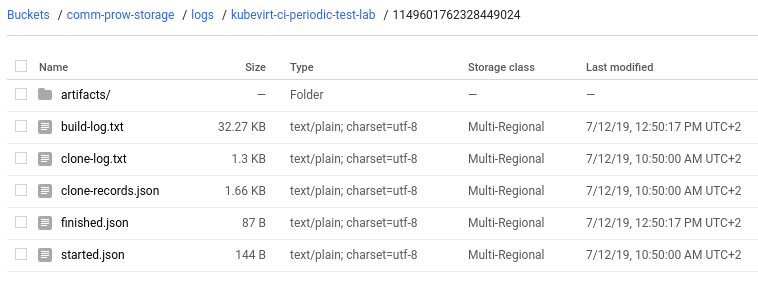 Buckets / comm-prow-storage / logs / kubevirt-ci-periodic-test-lab / 1149601762328449024
Name Size Type Storage class Last modified
artifacts/ — Folder — —
build-log.txt 32.27 KB text/plain; charset=utf-8 Multi-Regional 7/12/19, 12:50:17 PM UTC+2
clone-log.txt 1.3 KB text/plain; charset=utf-8 Multi-Regional 7/12/19, 10:50:00 AM UTC+2
clone-records.json 1.66 KB text/plain; charset=utf-8 Multi-Regional 7/12/19, 10:50:00 AM UTC+2
finished.json 87 B text/plain; charset=utf-8 Multi-Regional 7/12/19, 12:50:17 PM UTC+2
started.json 144 B text/plain; charset=utf-8 Multi-Regional 7/12/19, 10:50:00 AM UTC+2